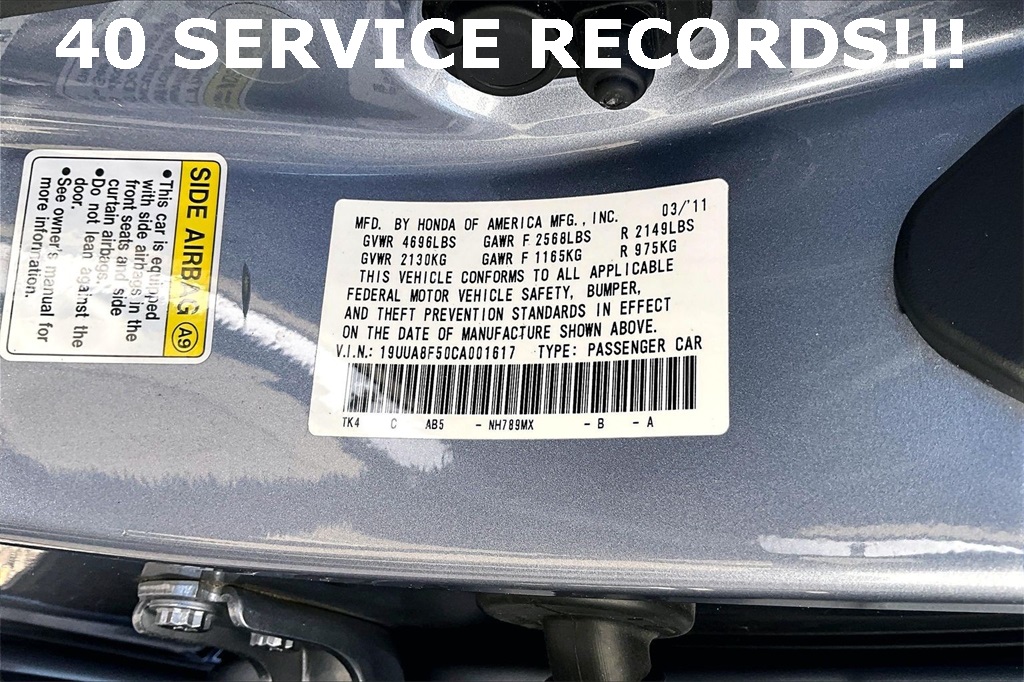 40 SERVICE RECORDS!!!
SIDE AIRBAG A9
•This car is equipped
with side airbags in the
front seats and side
curtain airbags.
•Do not lean against the
door.
•See owner's manual for
more information.
MFD. BY HONDA OF AMERICA MFG., INC. 03/'11
GVWR 4696LBS GAWR F 2568LBS R 2149LBS
GVWR 2130KG GAWR F 1165KG R 975KG
THIS VEHICLE CONFORMS TO ALL APPLICABLE
FEDERAL MOTOR VEHICLE SAFETY, BUMPER,
AND THEFT PREVENTION STANDARDS IN EFFECT
ON THE DATE OF MANUFACTURE SHOWN ABOVE.
V.I.N.: 19UUA8F50CA001617 TYPE: PASSENGER CAR
TK4 C AB5 - NH789MX - B - A